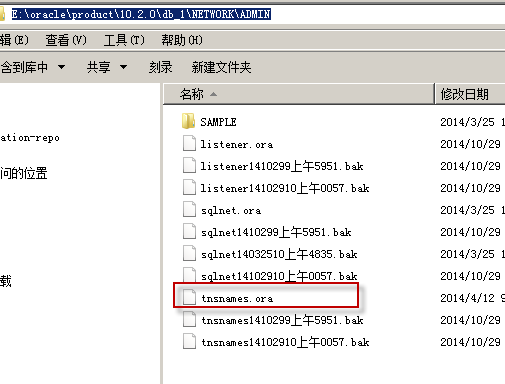 E:\oracle\product\10.2.0\db_1\NETWORK\ADMIN
辑(E) 查看(V) 工具(T) 帮助(H)
含到库中 共享 刻录 新建文件夹
名称 修改日期
SAMPLE 2014/3/25 1
ation-repo listener.ora 2014/10/29
listener1410299上午5951.bak 2014/10/29
问的位置 listener14102910上午0057.bak 2014/10/29
sqlnet.ora 2014/3/25 1
sqlnet1410299上午5951.bak 2014/10/29
sqlnet14032510上午4835.bak 2014/3/25 1
载 sqlnet14102910上午0057.bak 2014/10/29
tnsnames.ora 2014/4/12 9
tnsnames1410299上午5951.bak 2014/10/29
tnsnames14102910上午0057.bak 2014/10/29